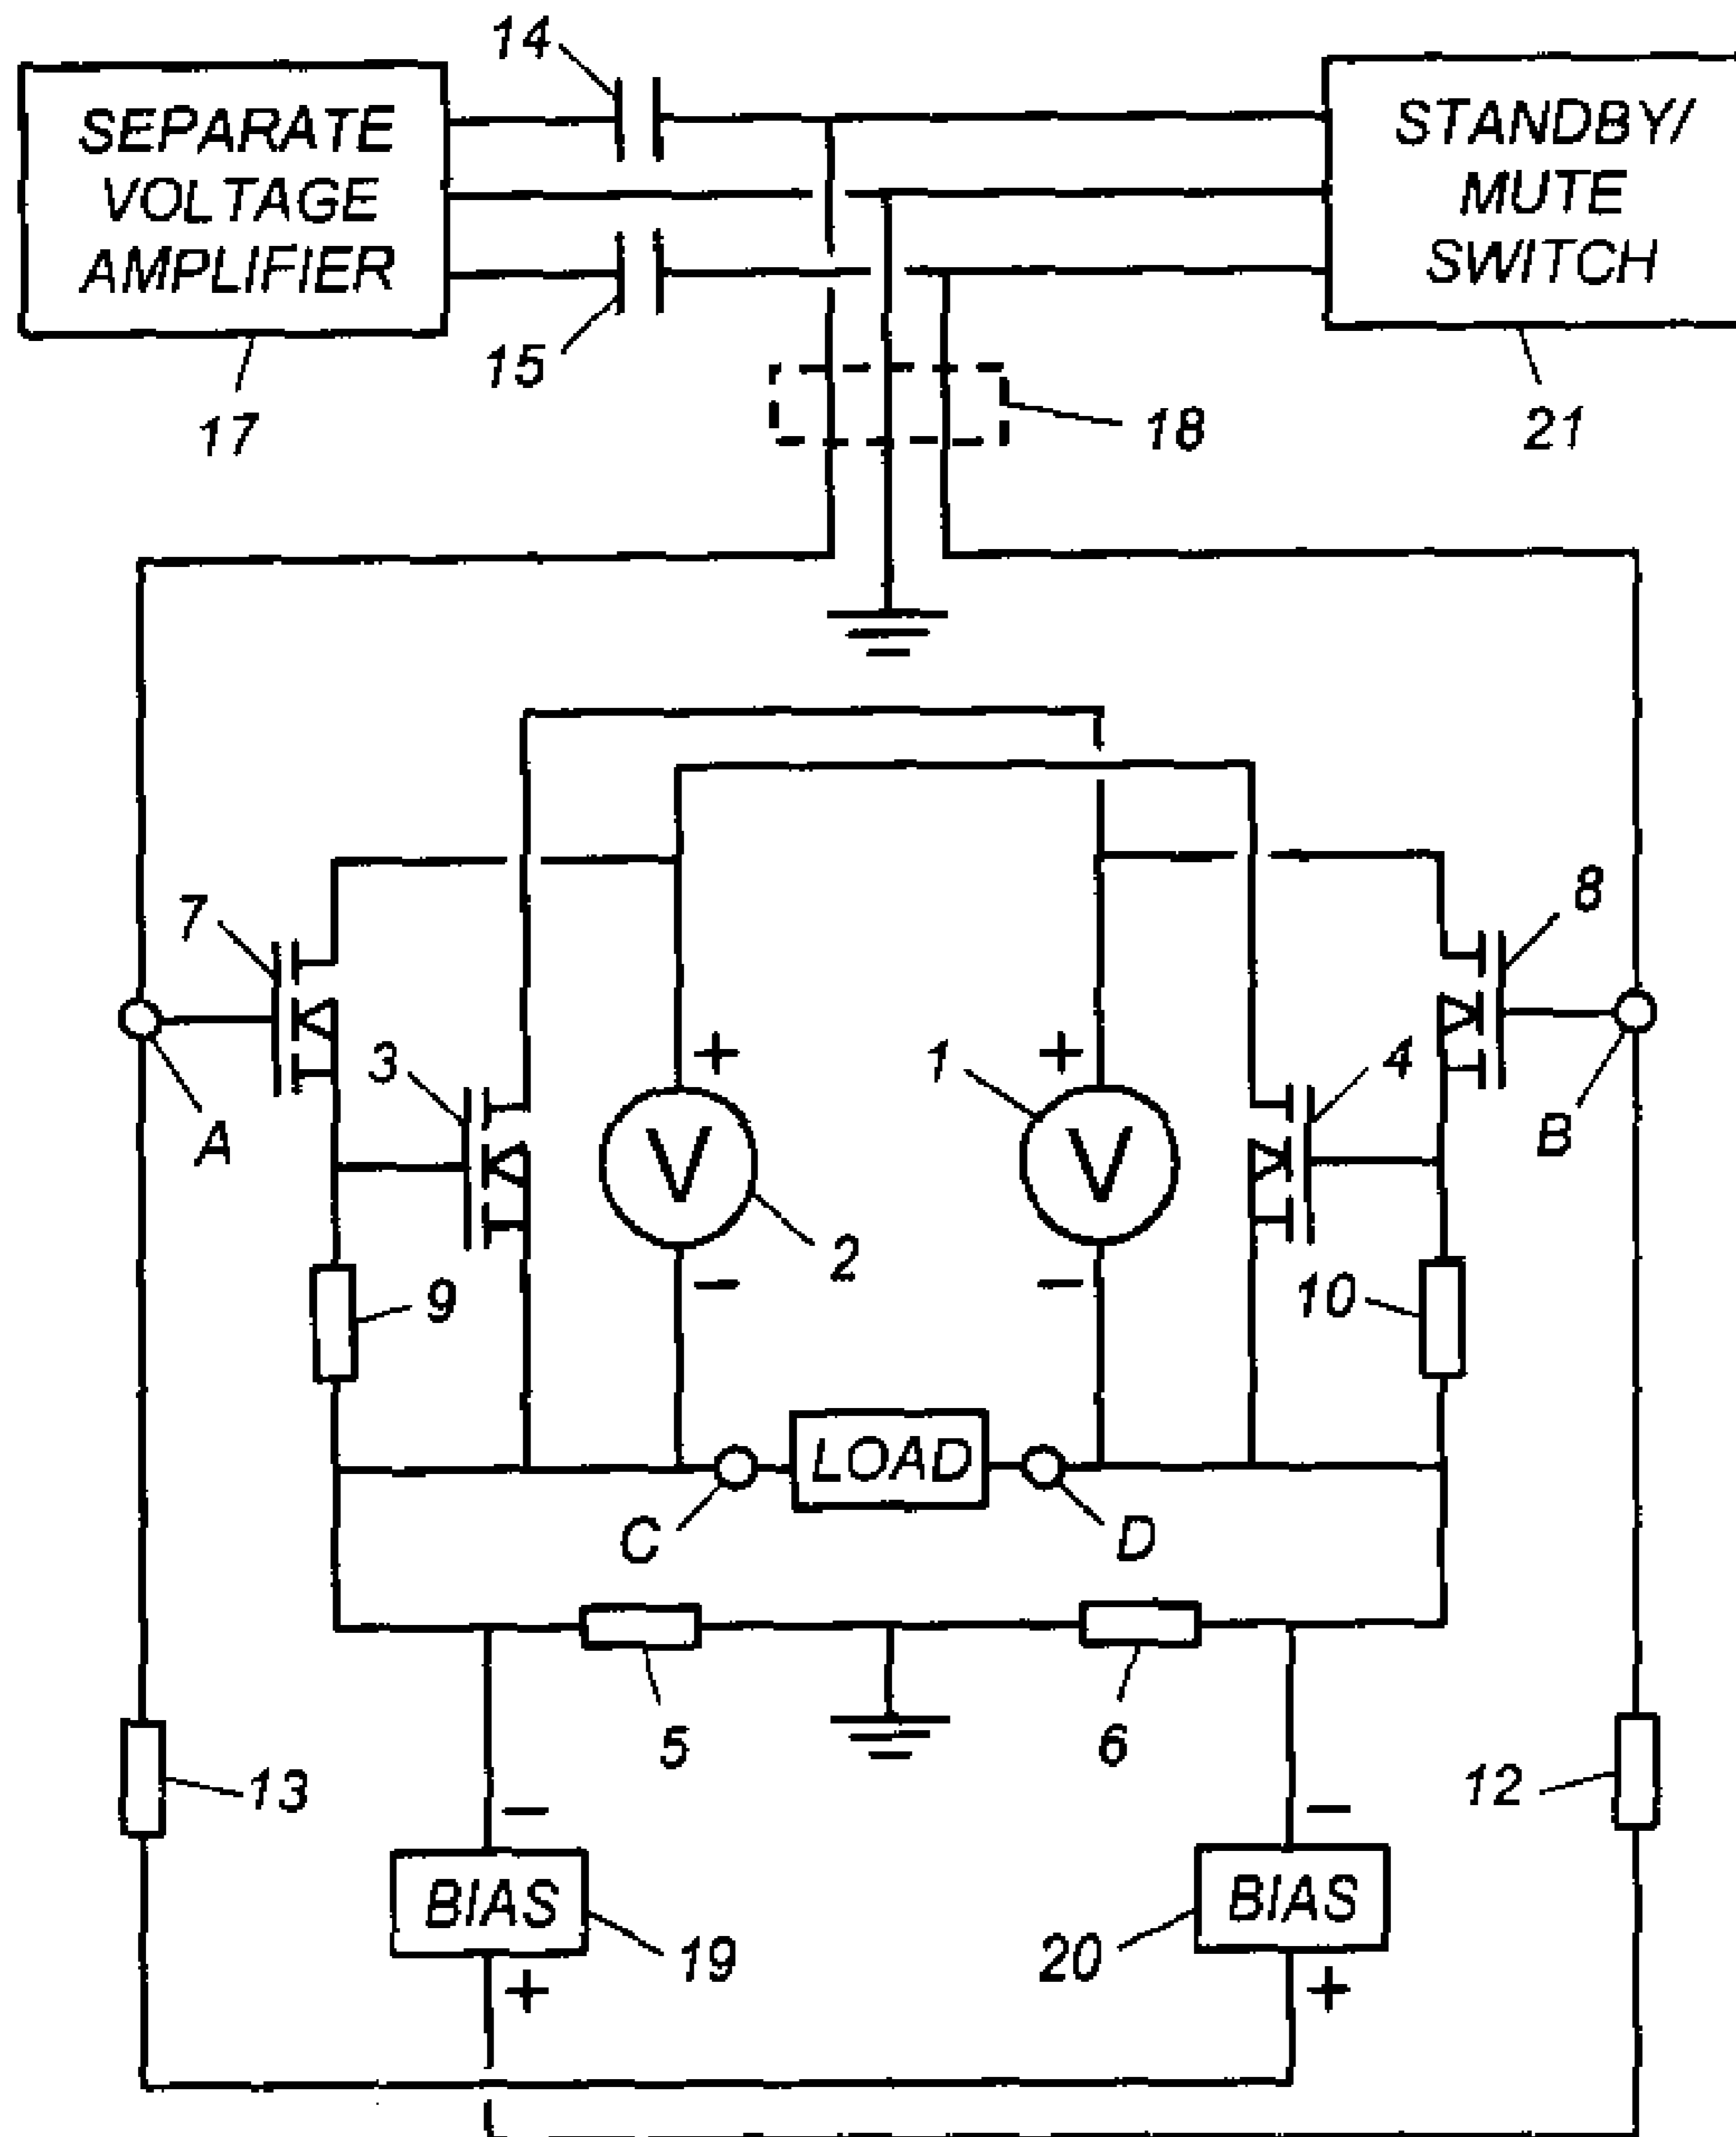 14
SEPARATE
VOLTAGE
AMPLIFIER
STANDBY/
MUTE
SWITCH
15
17
18
21
7
8
3
+
1
+
4
A
V
V
B
2
9
−
−
10
LOAD
C
D
5
6
13
12
−
−
BIAS
BIAS
19
20
+
+